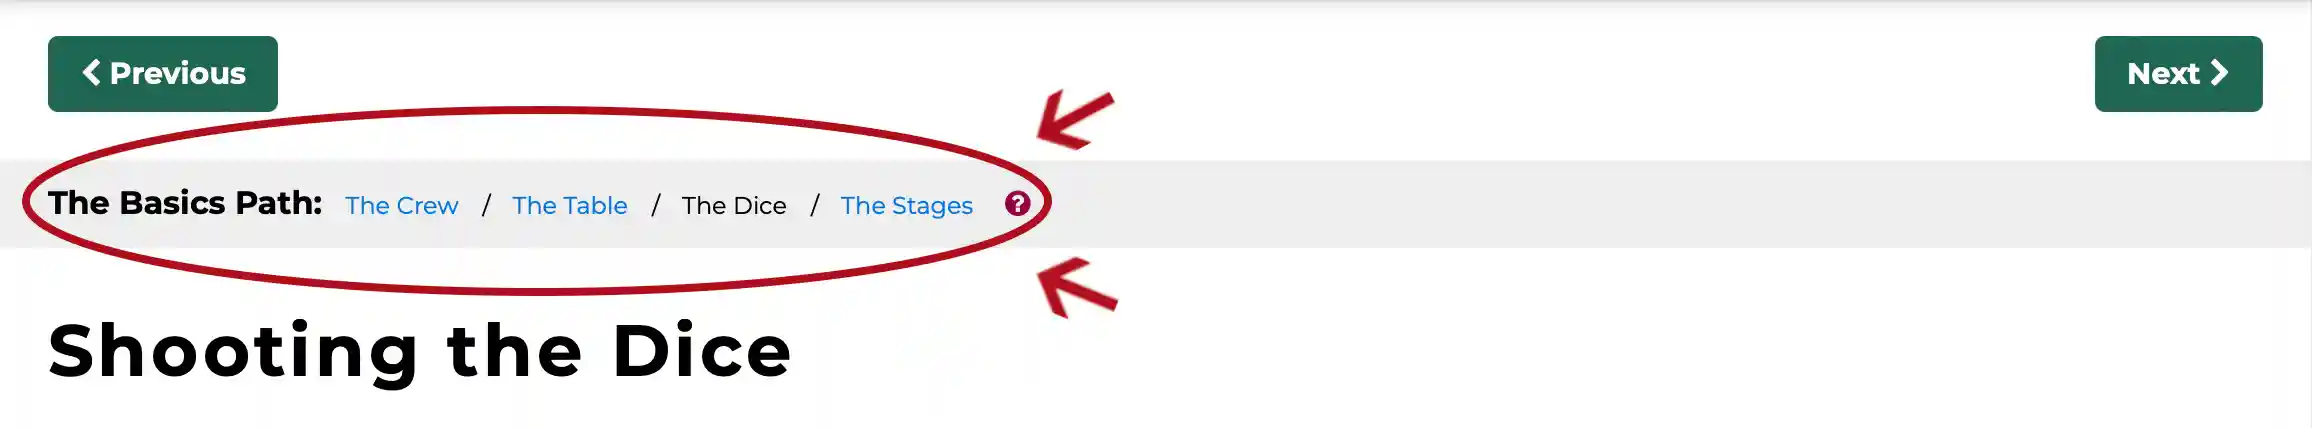 Previous
Next
The Basics Path: The Crew / The Table / The Dice / The Stages ?
Shooting the Dice